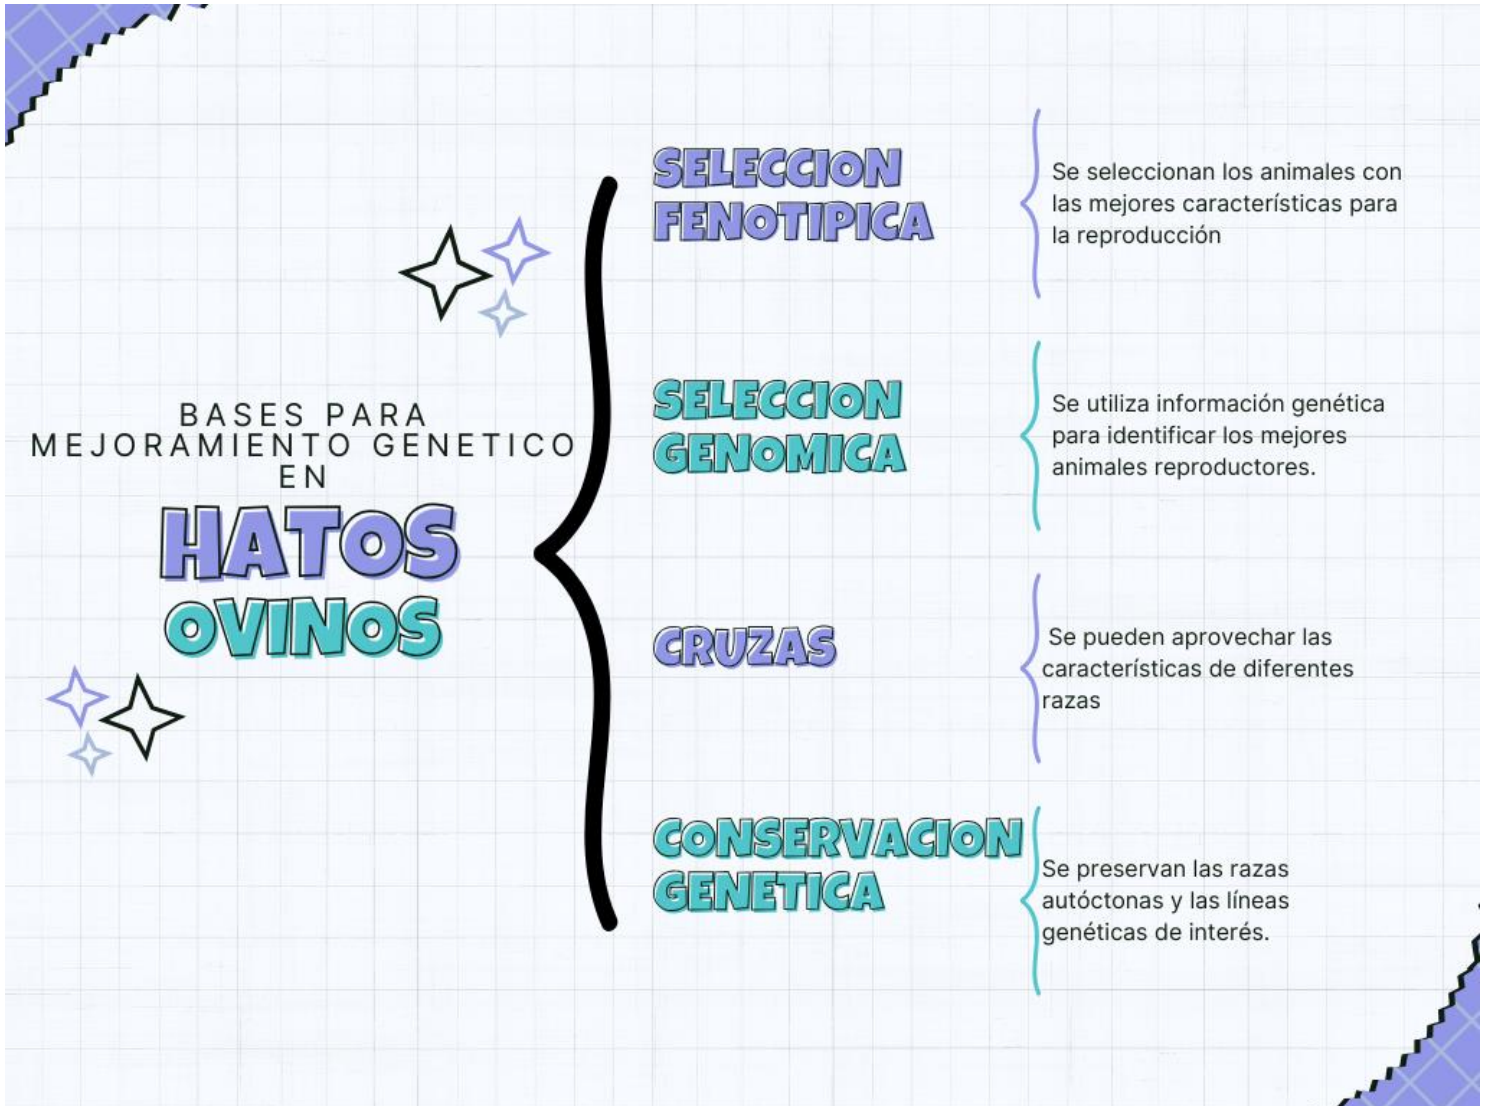 BASES PARA
MEJORAMIENTO GENETICO
EN
HATOS
OVINOS
SELECCION
FENOTIPICA
Se seleccionan los animales con
las mejores características para
la reproducción
SELECCION
GENOMICA
Se utiliza información genética
para identificar los mejores
animales reproductores.
CRUZAS
Se pueden aprovechar las
características de diferentes
razas
CONSERVACION
GENETICA
Se preservan las razas
autóctonas y las líneas
genéticas de interés.